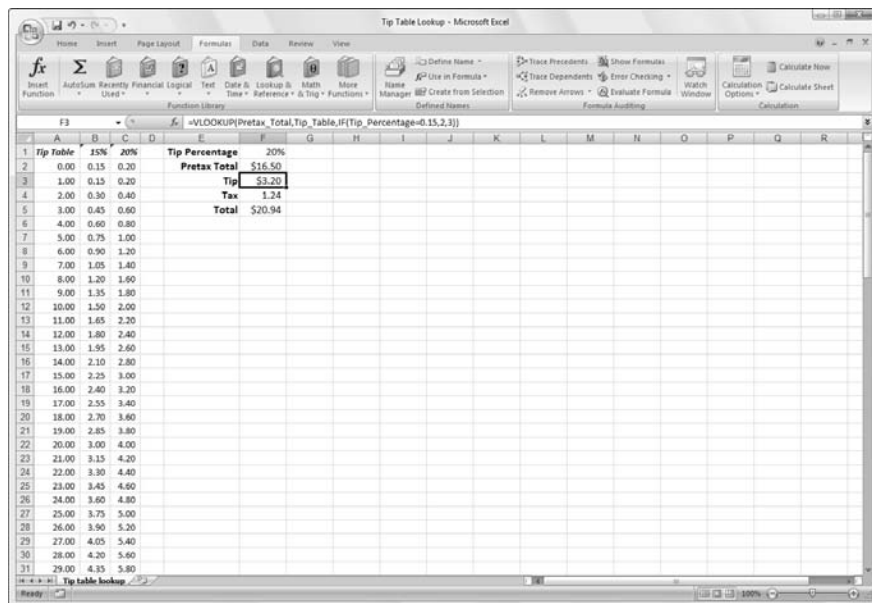 Tip Table Lookup - Microsoft Excel
Home Insert Page Layout Formulas Data Review View
Insert Function
AutoSum
Recently Used
Financial
Logical
Text
Date & Time
Lookup & Reference
Math & Trig
More Functions
Function Library
Name Manager
Define Name
Use in Formula
Create from Selection
Defined Names
Trace Precedents
Trace Dependents
Remove Arrows
Show Formulas
Error Checking
Evaluate Formula
Watch Window
Formula Auditing
Calculation Options
Calculate Now
Calculate Sheet
Calculation
F3 fx =VLOOKUP(Pretax_Total,Tip_Table,IF(Tip_Percentage=0.15,2,3))
A B C D E F G H I J K L M N O P Q R
1 Tip Table 15% 20% Tip Percentage 20%
2 0.00 0.15 0.20 Pretax Total $16.50
3 1.00 0.15 0.20 Tip $3.20
4 2.00 0.30 0.40 Tax 1.24
5 3.00 0.45 0.60 Total $20.94
6 4.00 0.60 0.80
7 5.00 0.75 1.00
8 6.00 0.90 1.20
9 7.00 1.05 1.40
10 8.00 1.20 1.60
11 9.00 1.35 1.80
12 10.00 1.50 2.00
13 11.00 1.65 2.20
14 12.00 1.80 2.40
15 13.00 1.95 2.60
16 14.00 2.10 2.80
17 15.00 2.25 3.00
18 16.00 2.40 3.20
19 17.00 2.55 3.40
20 18.00 2.70 3.60
21 19.00 2.85 3.80
22 20.00 3.00 4.00
23 21.00 3.15 4.20
24 22.00 3.30 4.40
25 23.00 3.45 4.60
26 24.00 3.60 4.80
27 25.00 3.75 5.00
28 26.00 3.90 5.20
29 27.00 4.05 5.40
30 28.00 4.20 5.60
31 29.00 4.35 5.80
Tip table lookup
Ready 100%